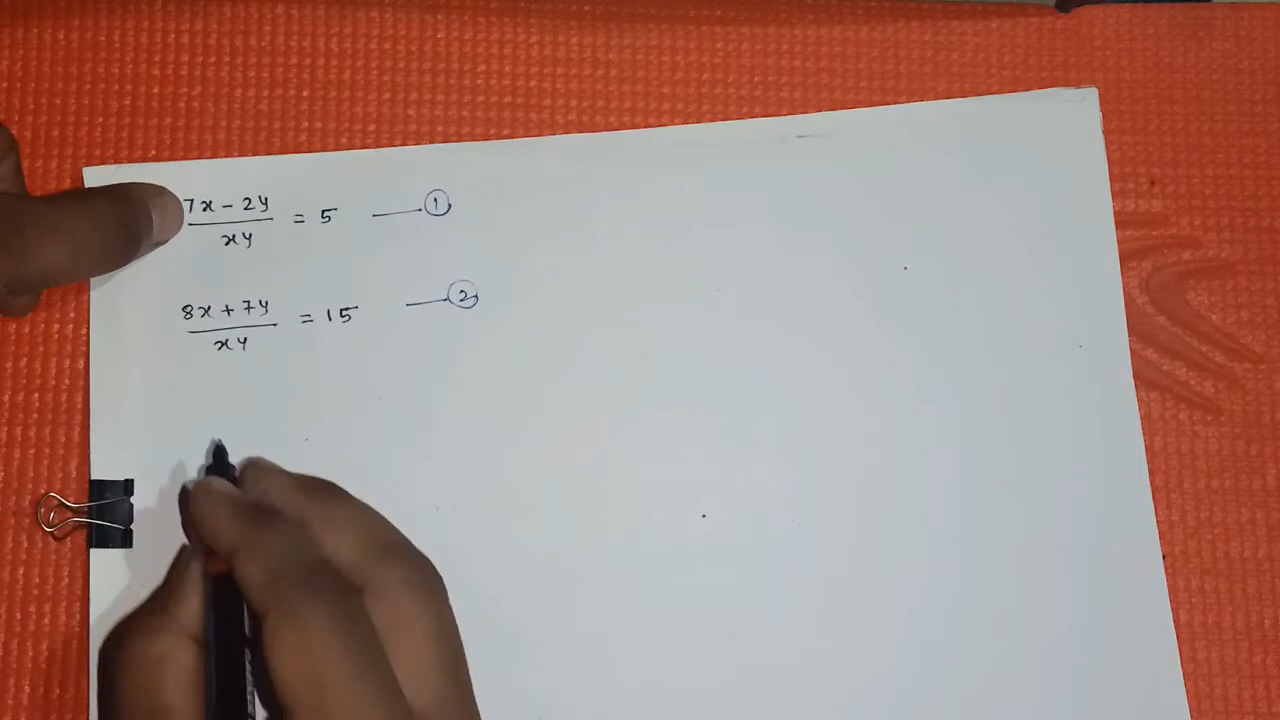 7x - 2y / xy = 5 —— ①
8x + 7y / xy = 15 —— ②